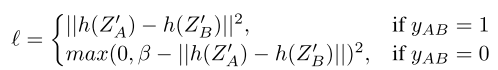 ℓ = { ||h(Z′_A) − h(Z′_B)||², if y_AB = 1
max(0, β − ||h(Z′_A) − h(Z′_B)||)², if y_AB = 0